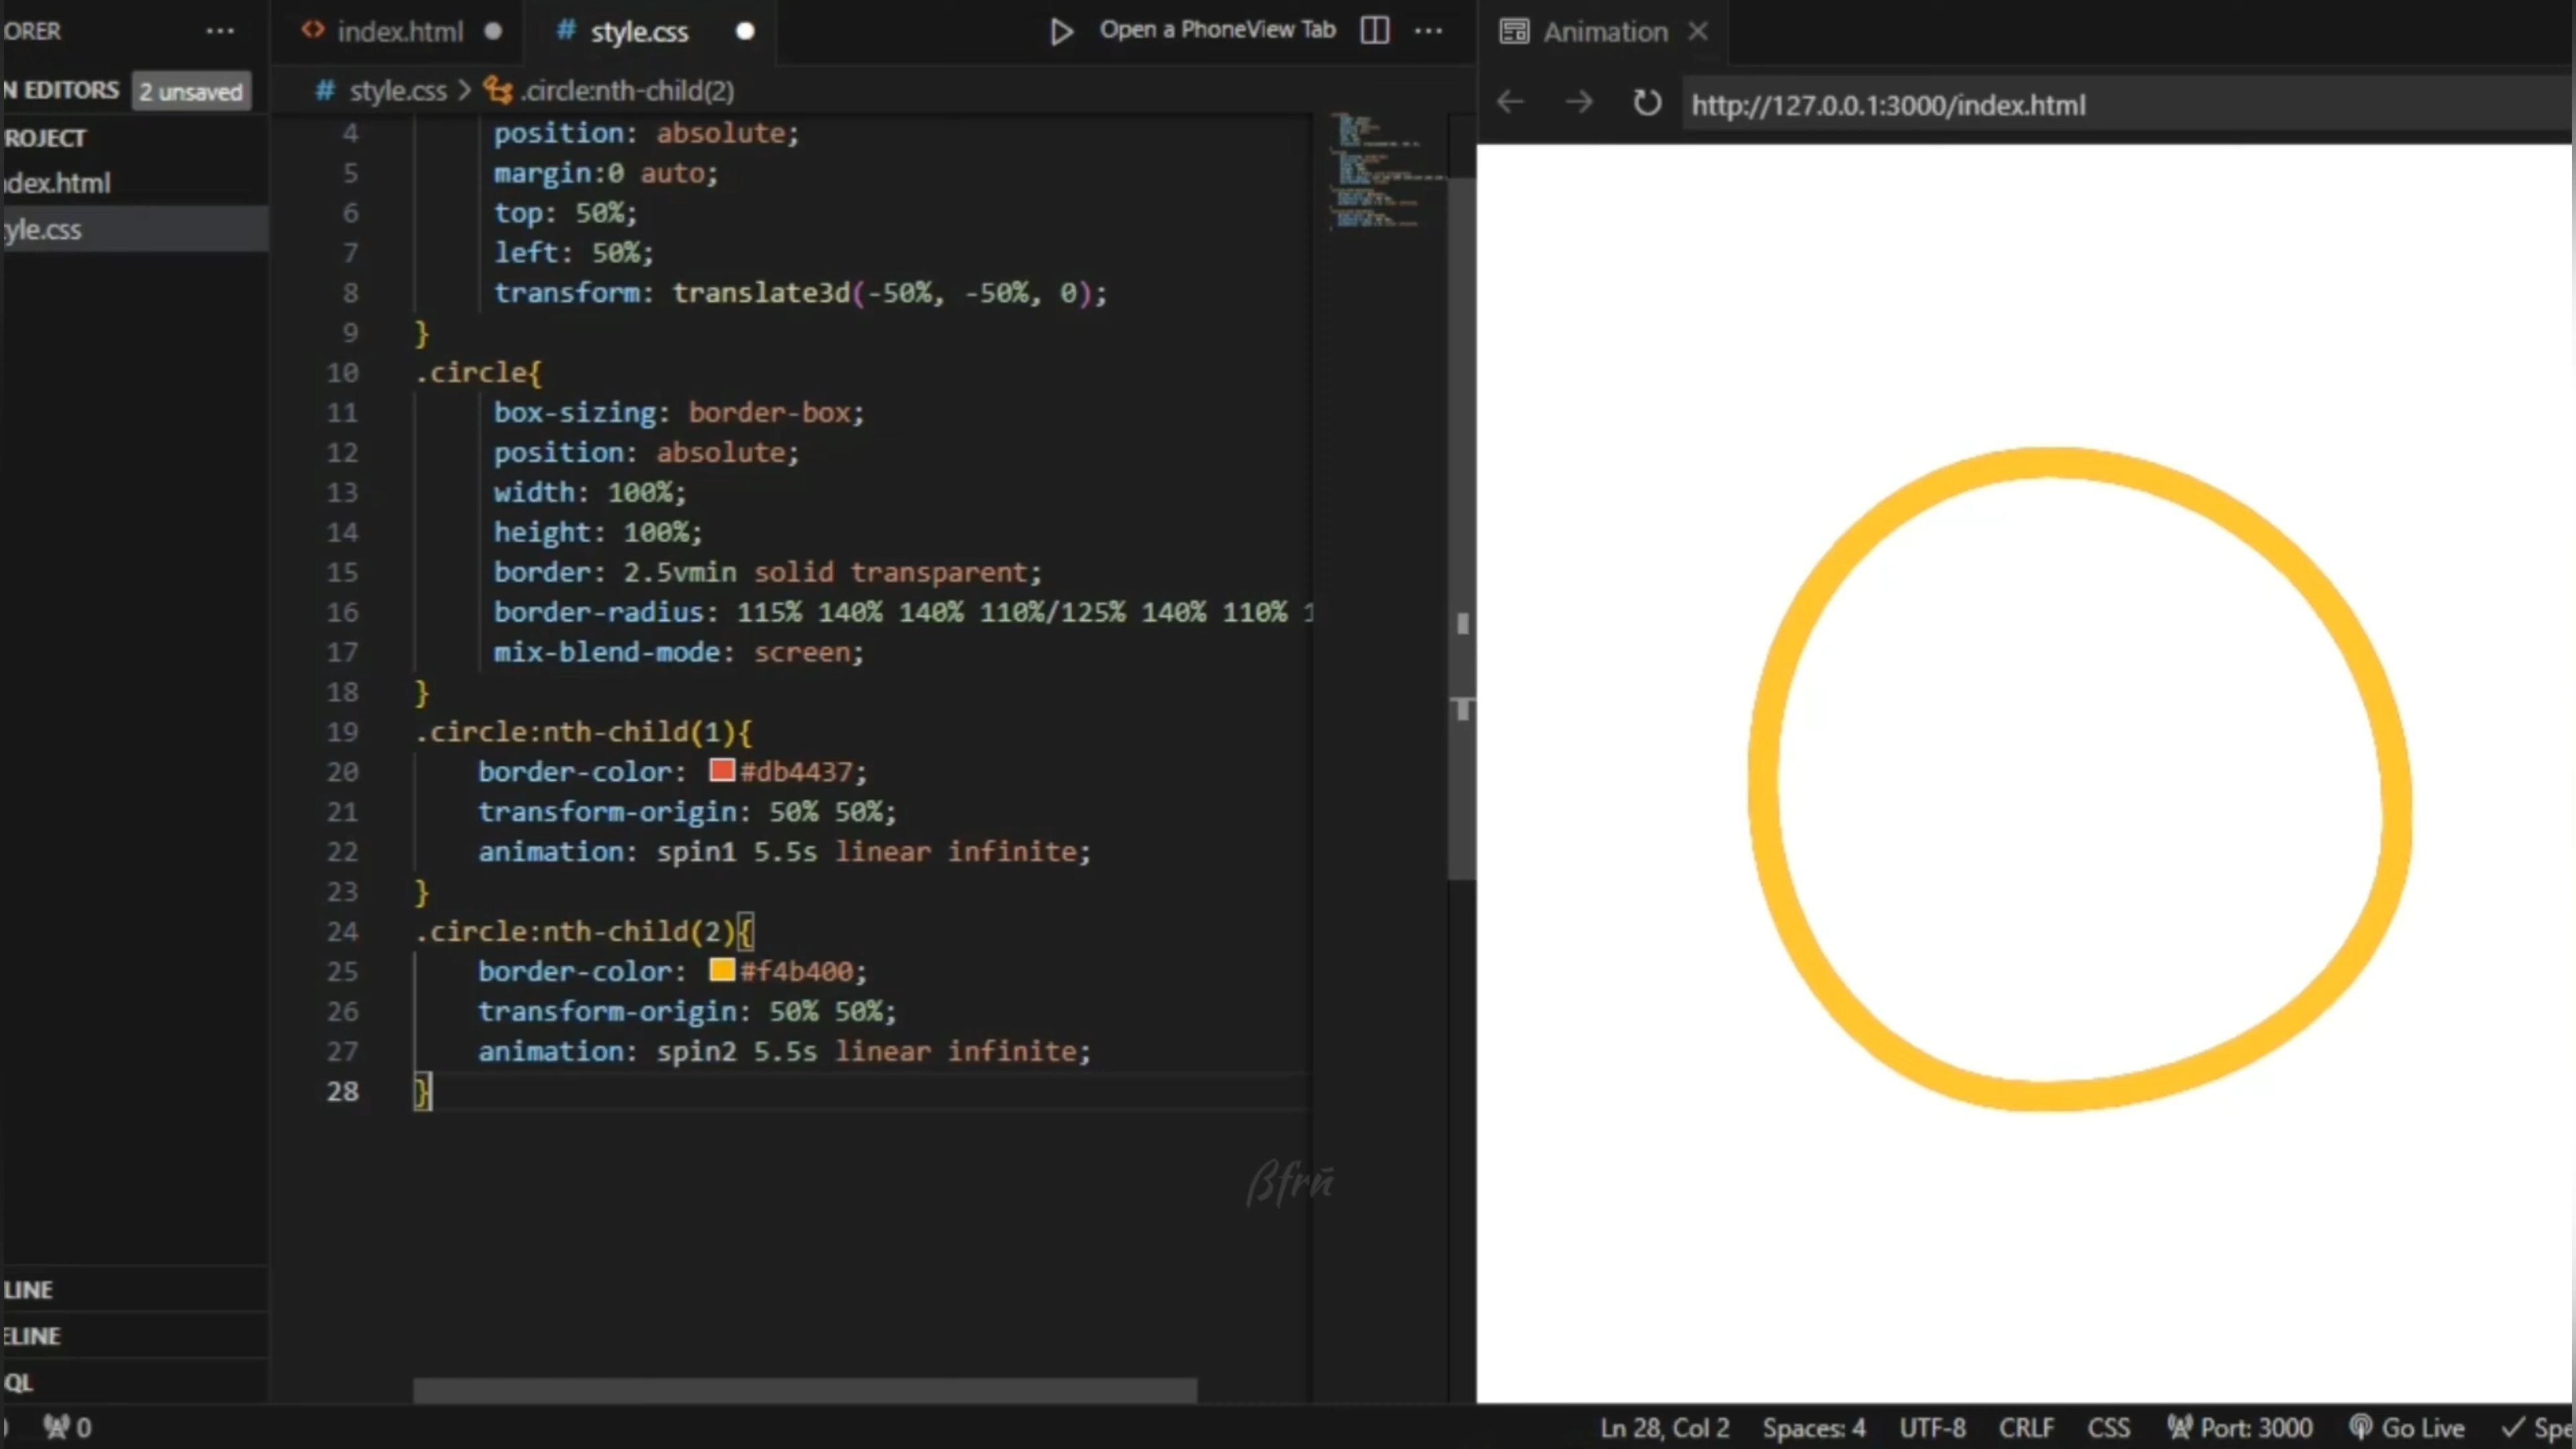 ORER ···
N EDITORS 2 unsaved
ROJECT
dex.html
yle.css
LINE
ELINE
QL
index.html
style.css
Open a PhoneView Tab ···
# style.css > .circle:nth-child(2)
4 position: absolute;
5 margin:0 auto;
6 top: 50%;
7 left: 50%;
8 transform: translate3d(-50%, -50%, 0);
9 }
10 .circle{
11 box-sizing: border-box;
12 position: absolute;
13 width: 100%;
14 height: 100%;
15 border: 2.5vmin solid transparent;
16 border-radius: 115% 140% 140% 110%/125% 140% 110% 1
17 mix-blend-mode: screen;
18 }
19 .circle:nth-child(1){
20 border-color: #db4437;
21 transform-origin: 50% 50%;
22 animation: spin1 5.5s linear infinite;
23 }
24 .circle:nth-child(2){
25 border-color: #f4b400;
26 transform-origin: 50% 50%;
27 animation: spin2 5.5s linear infinite;
28 }
Animation
http://127.0.0.1:3000/index.html
0 Ln 28, Col 2 Spaces: 4 UTF-8 CRLF CSS Port: 3000 Go Live